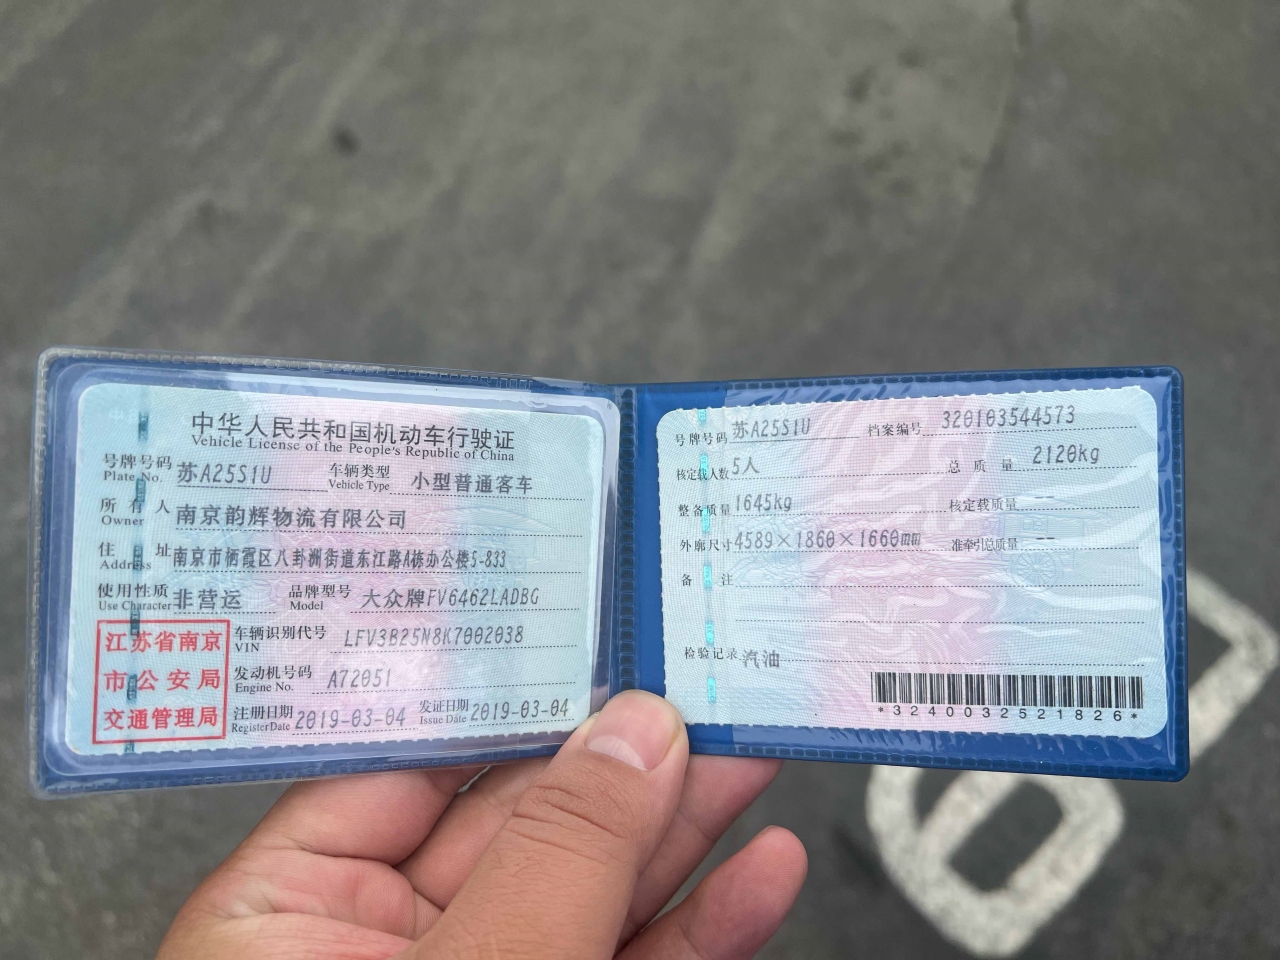 中华人民共和国机动车行驶证
Vehicle License of the People's Republic of China
号牌号码 苏A25S1U 车辆类型 小型普通客车
Plate No. Vehicle Type
所有人 南京韵辉物流有限公司
Owner
住址 南京市栖霞区八卦洲街道东江路A栋办公楼5-833
Address
使用性质 非营运 品牌型号 大众牌FV6462LADBG
Use Character Model
江苏省南京
市公安局
交通管理局
车辆识别代号 LFV3B25N8K7002038
VIN
发动机号码 A72051
Engine No.
注册日期 2019-03-04 发证日期 2019-03-04
Register Date Issue Date
号牌号码 苏A25S1U 档案编号 320103544573
核定载人数 5人 总质量 2120kg
整备质量 1645kg 核定载质量 --
外廓尺寸 4589×1860×1660mm 准牵引总质量 --
备注
检验记录 汽油
*3240032521826*